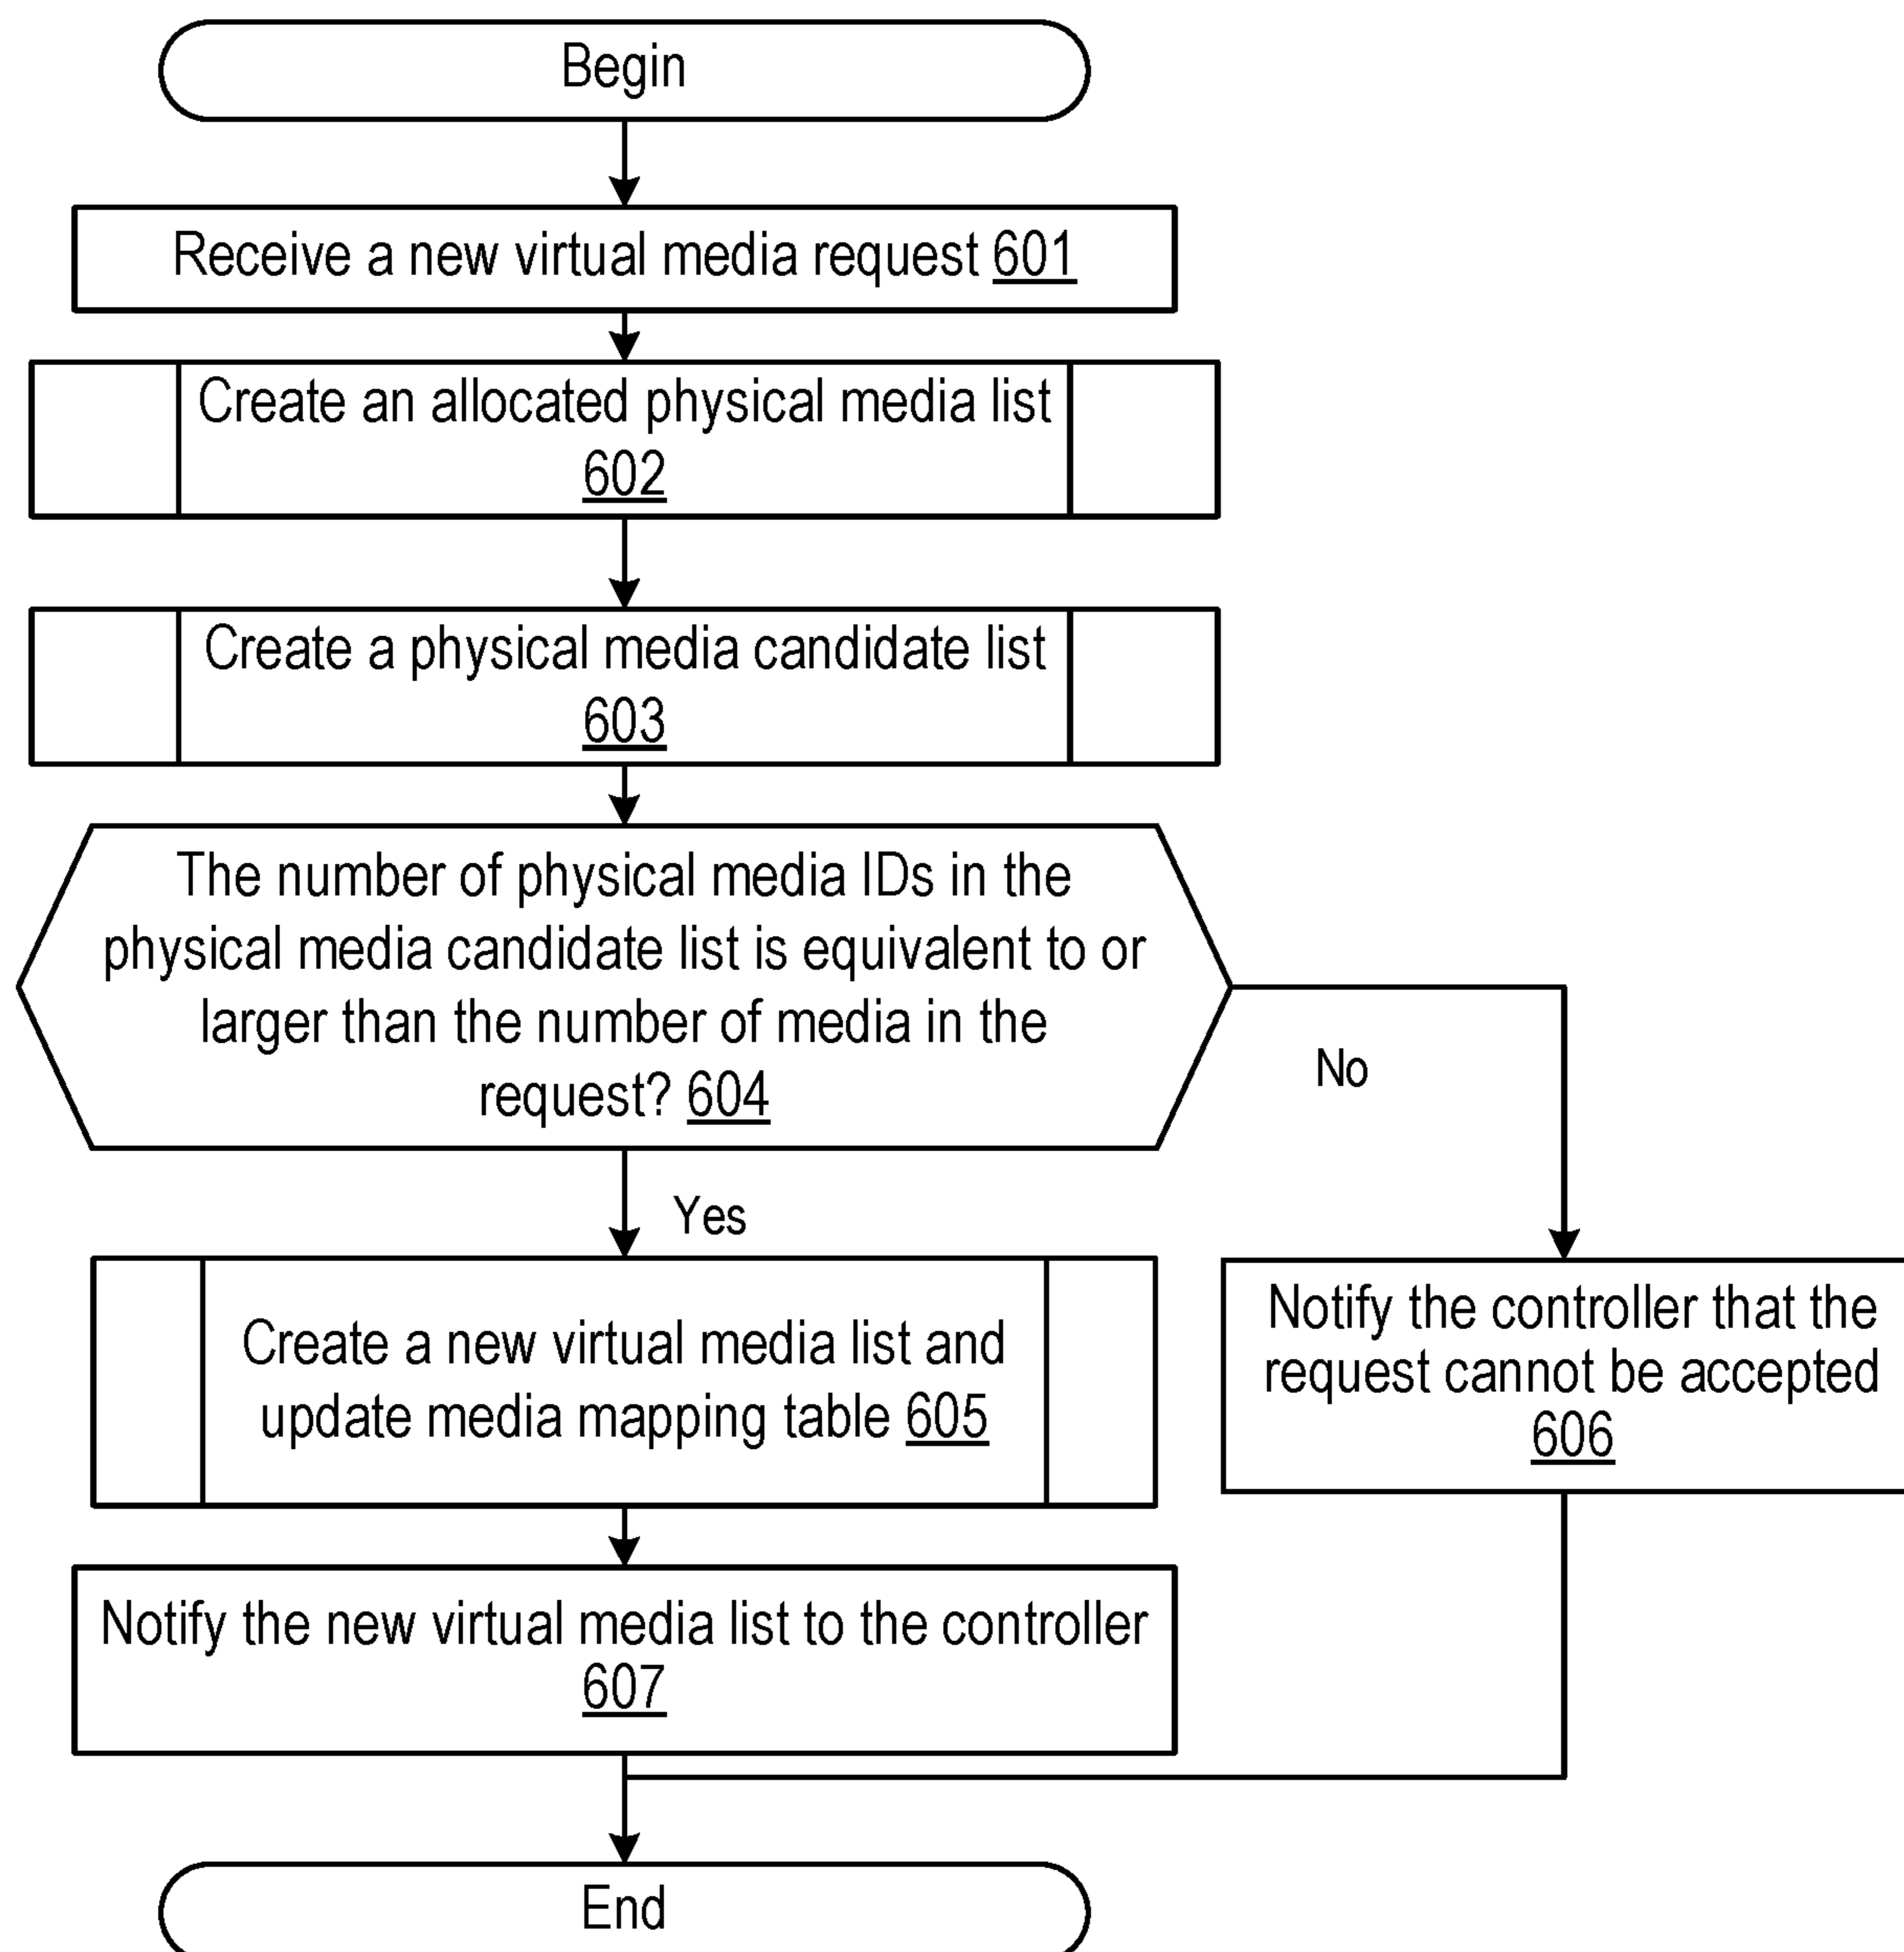 Begin
Receive a new virtual media request 601
Create an allocated physical media list
602
Create a physical media candidate list
603
The number of physical media IDs in the
physical media candidate list is equivalent to or
larger than the number of media in the
request? 604
No
Yes
Create a new virtual media list and
update media mapping table 605
Notify the controller that the
request cannot be accepted
606
Notify the new virtual media list to the controller
607
End